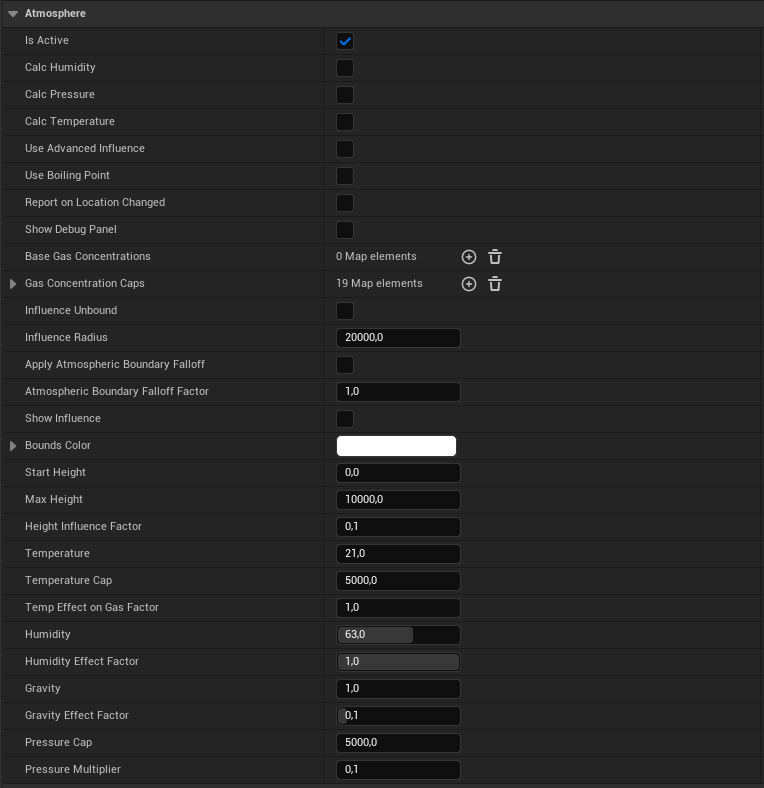 Atmosphere
Is Active
Calc Humidity
Calc Pressure
Calc Temperature
Use Advanced Influence
Use Boiling Point
Report on Location Changed
Show Debug Panel
Base Gas Concentrations 0 Map elements
Gas Concentration Caps 19 Map elements
Influence Unbound
Influence Radius 20000,0
Apply Atmospheric Boundary Falloff
Atmospheric Boundary Falloff Factor 1,0
Show Influence
Bounds Color
Start Height 0,0
Max Height 10000,0
Height Influence Factor 0,1
Temperature 21,0
Temperature Cap 5000,0
Temp Effect on Gas Factor 1,0
Humidity 63,0
Humidity Effect Factor 1,0
Gravity 1,0
Gravity Effect Factor 0,1
Pressure Cap 5000,0
Pressure Multiplier 0,1